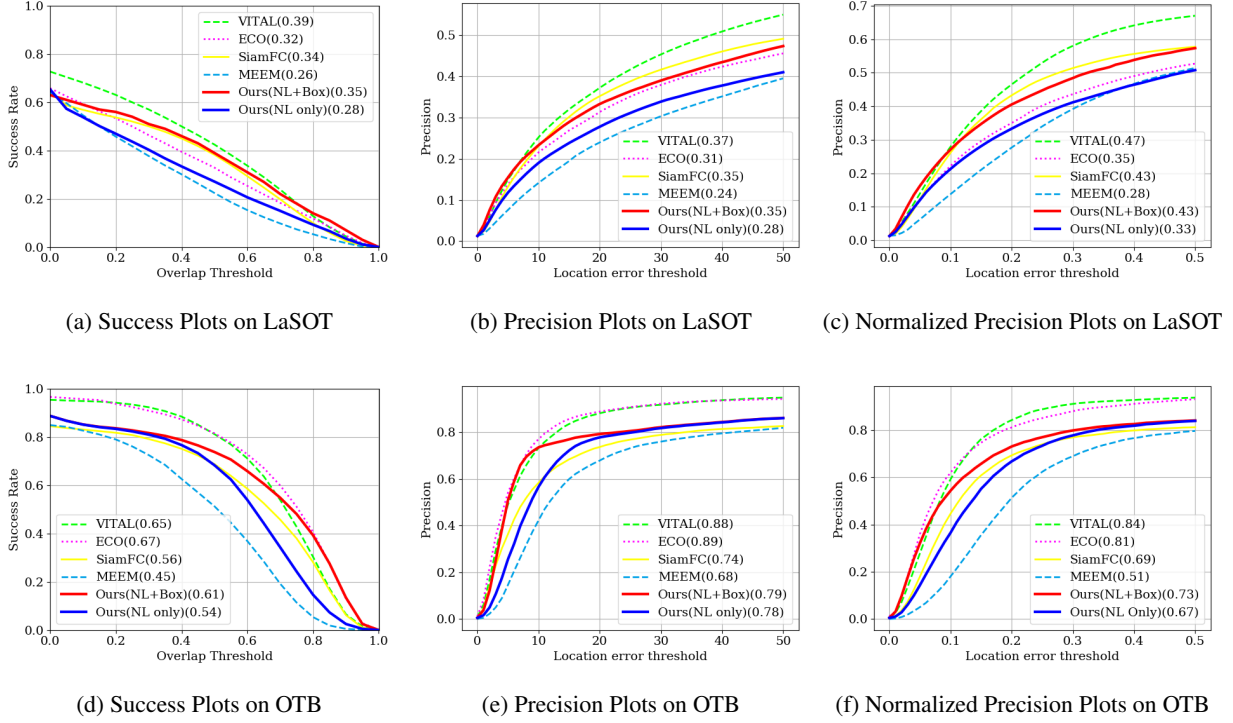 1.0
0.8
0.6
0.4
0.2
0.0
Success Rate
0.0 0.2 0.4 0.6 0.8 1.0
Overlap Threshold
VITAL(0.39)
ECO(0.32)
SiamFC(0.34)
MEEM(0.26)
Ours(NL+Box)(0.35)
Ours(NL only)(0.28)
(a) Success Plots on LaSOT
0.5
0.4
0.3
0.2
0.1
0.0
Precision
0 10 20 30 40 50
Location error threshold
VITAL(0.37)
ECO(0.31)
SiamFC(0.35)
MEEM(0.24)
Ours(NL+Box)(0.35)
Ours(NL only)(0.28)
(b) Precision Plots on LaSOT
0.7
0.6
0.5
0.4
0.3
0.2
0.1
0.0
Precision
0.0 0.1 0.2 0.3 0.4 0.5
Location error threshold
VITAL(0.47)
ECO(0.35)
SiamFC(0.43)
MEEM(0.28)
Ours(NL+Box)(0.43)
Ours(NL only)(0.33)
(c) Normalized Precision Plots on LaSOT
1.0
0.8
0.6
0.4
0.2
0.0
Success Rate
0.0 0.2 0.4 0.6 0.8 1.0
Overlap Threshold
VITAL(0.65)
ECO(0.67)
SiamFC(0.56)
MEEM(0.45)
Ours(NL+Box)(0.61)
Ours(NL only)(0.54)
(d) Success Plots on OTB
0.8
0.6
0.4
0.2
0.0
Precision
0 10 20 30 40 50
Location error threshold
VITAL(0.88)
ECO(0.89)
SiamFC(0.74)
MEEM(0.68)
Ours(NL+Box)(0.79)
Ours(NL only)(0.78)
(e) Precision Plots on OTB
0.8
0.6
0.4
0.2
0.0
Precision
0.0 0.1 0.2 0.3 0.4 0.5
Location error threshold
VITAL(0.84)
ECO(0.81)
SiamFC(0.69)
MEEM(0.51)
Ours(NL+Box)(0.73)
Ours(NL Only)(0.67)
(f) Normalized Precision Plots on OTB